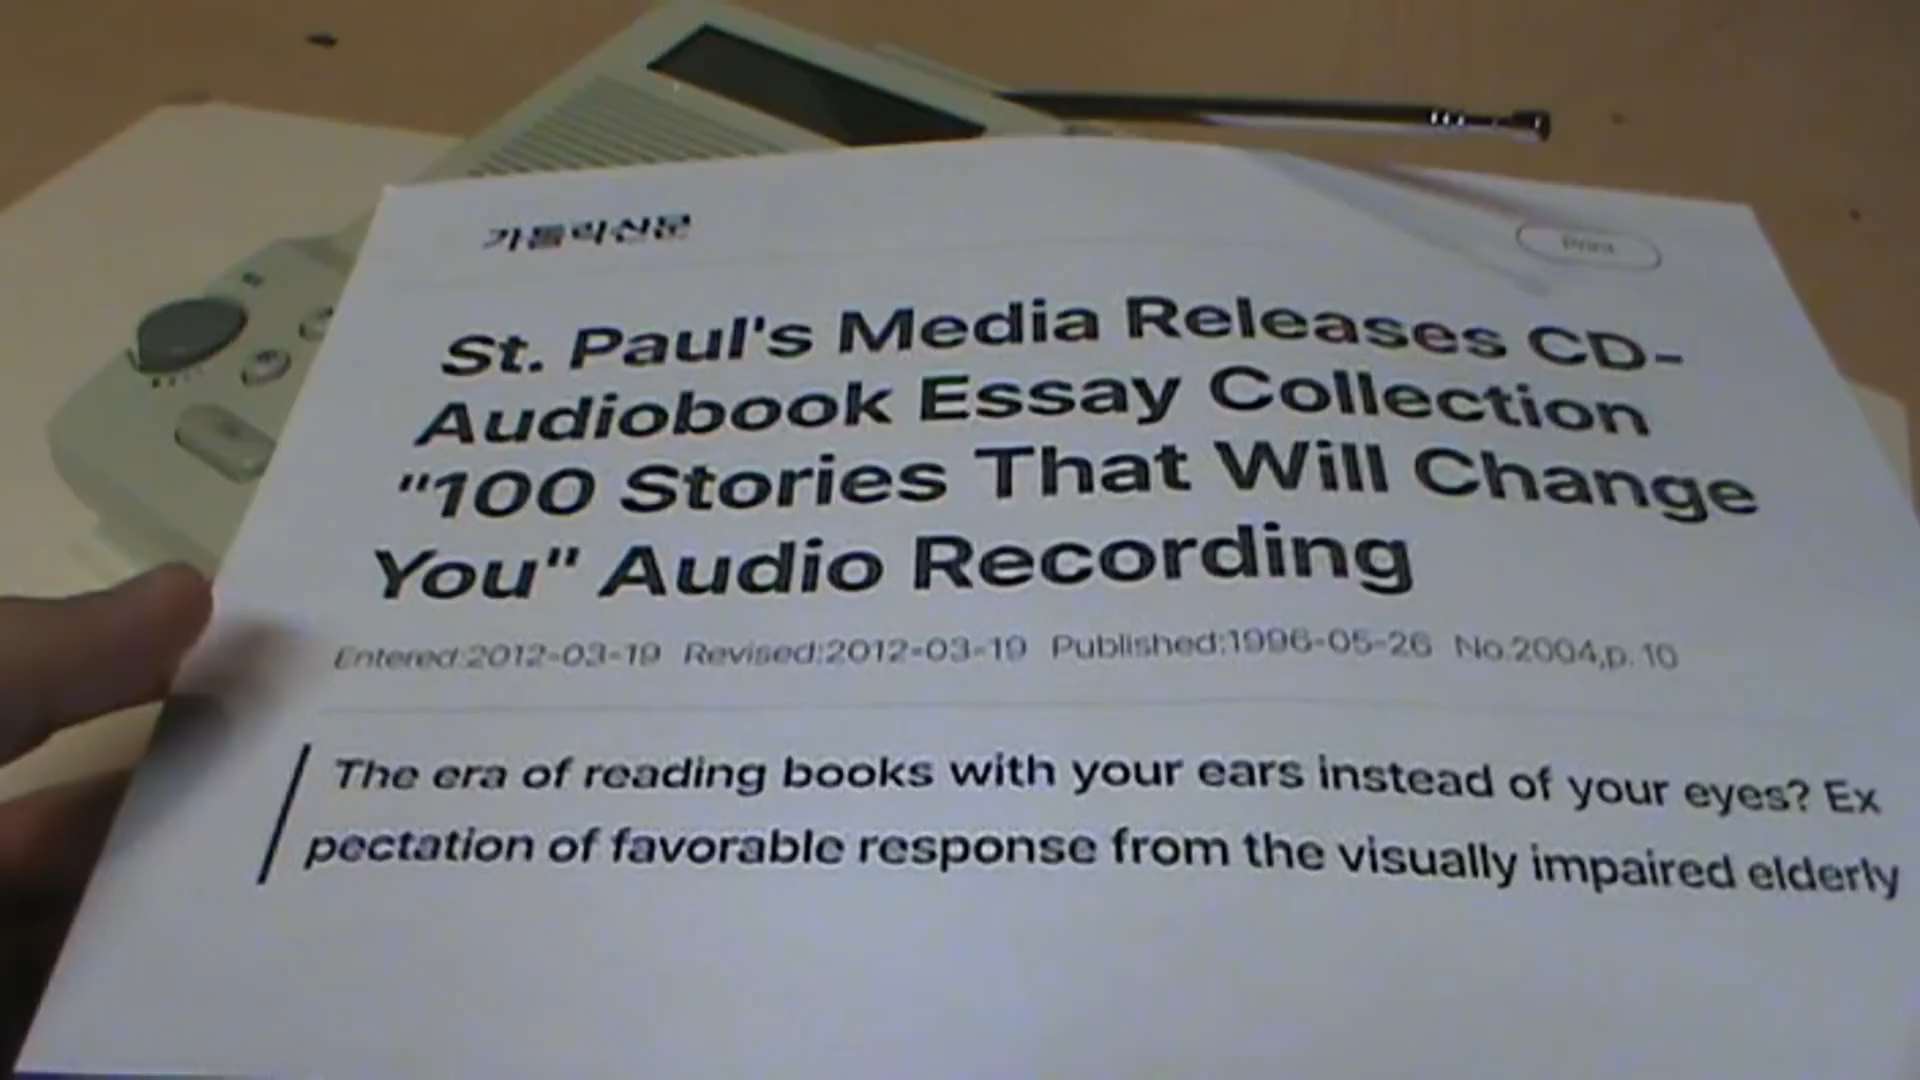 가톨릭신문
Print
St. Paul's Media Releases CD-
Audiobook Essay Collection
"100 Stories That Will Change
You" Audio Recording
Entered:2012-03-19 Revised:2012-03-19 Published:1996-05-26 No.2004,p. 10
The era of reading books with your ears instead of your eyes? Ex
pectation of favorable response from the visually impaired elderly